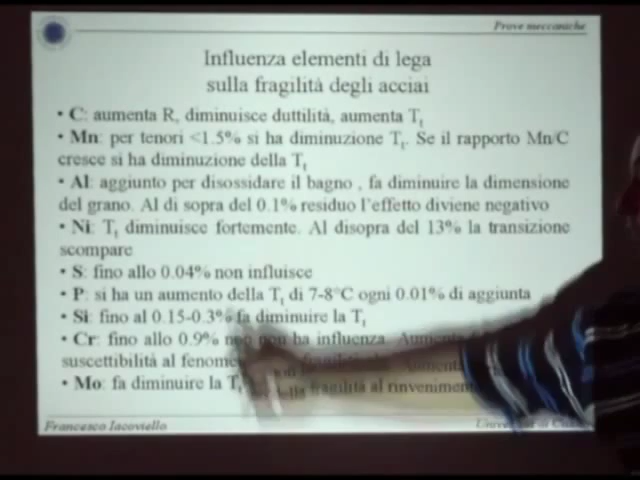 Prove meccaniche
Influenza elementi di lega
sulla fragilità degli acciai
• C: aumenta R, diminuisce duttilità, aumenta Tt
• Mn: per tenori <1.5% si ha diminuzione Tt. Se il rapporto Mn/C
cresce si ha diminuzione della Tt
• Al: aggiunto per disossidare il bagno , fa diminuire la dimensione
del grano. Al di sopra del 0.1% residuo l'effetto diviene negativo
• Ni: Tt diminuisce fortemente. Al disopra del 13% la transizione
scompare
• S: fino allo 0.04% non influisce
• P: si ha un aumento della Tt di 7-8°C ogni 0.01% di aggiunta
• Si: fino al 0.15-0.3% fa diminuire la Tt
• Cr: fino allo 0.9% non ha influenza. Aumenta
suscettibilità al
• Mo: fa diminuire la Tt della fragilità al
Francesco Iacoviello